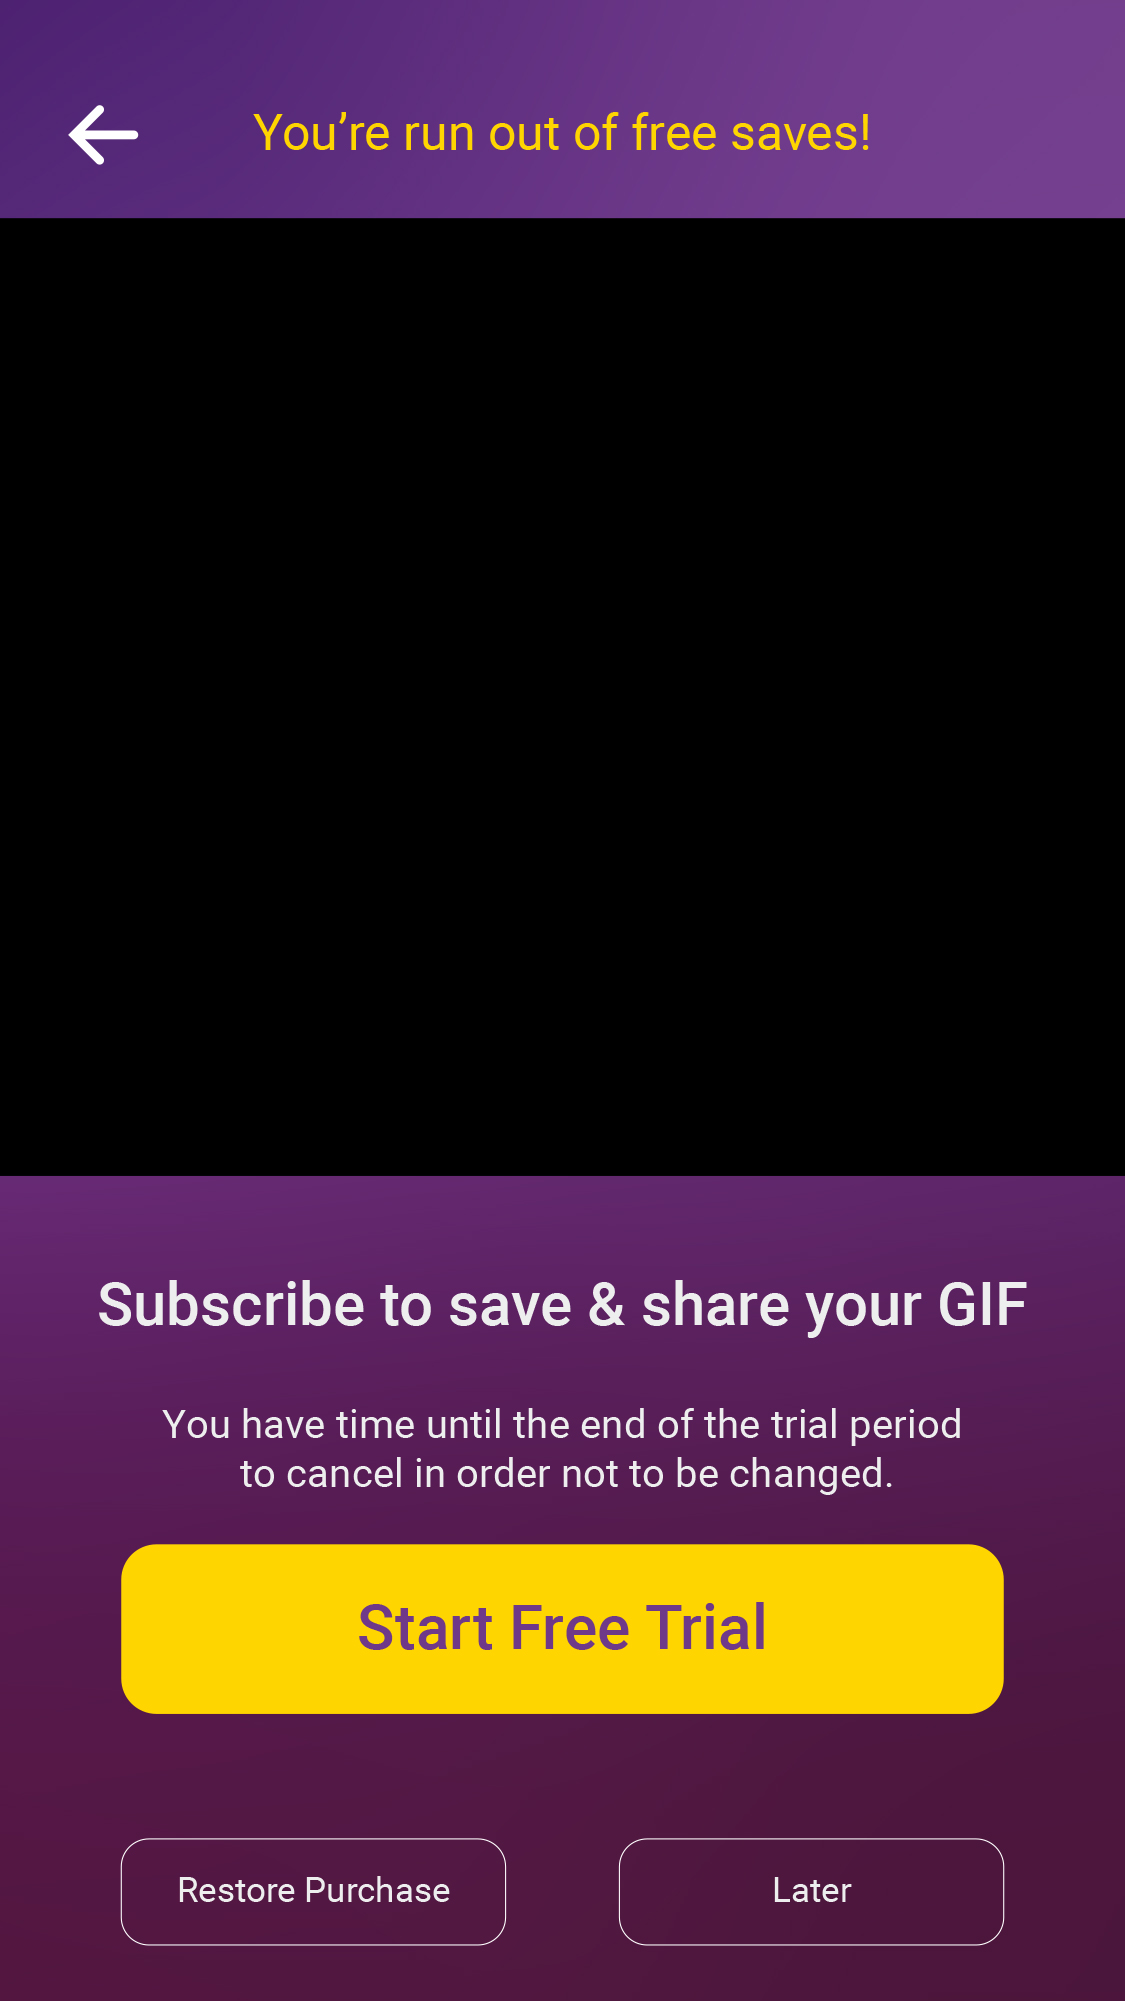 You’re run out of free saves!
Subscribe to save & share your GIF
You have time until the end of the trial period
to cancel in order not to be changed.
Start Free Trial
Restore Purchase
Later